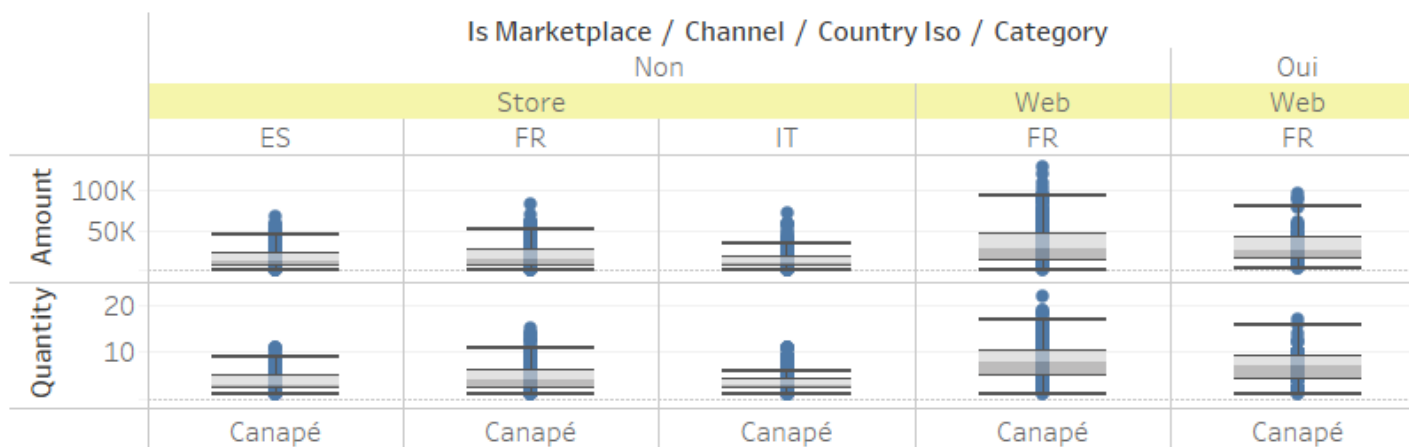 Is Marketplace / Channel / Country Iso / Category
Non Oui
Store Web Web
ES FR IT FR FR
Amount
100K
50K
Quantity
20
10
Canapé Canapé Canapé Canapé Canapé